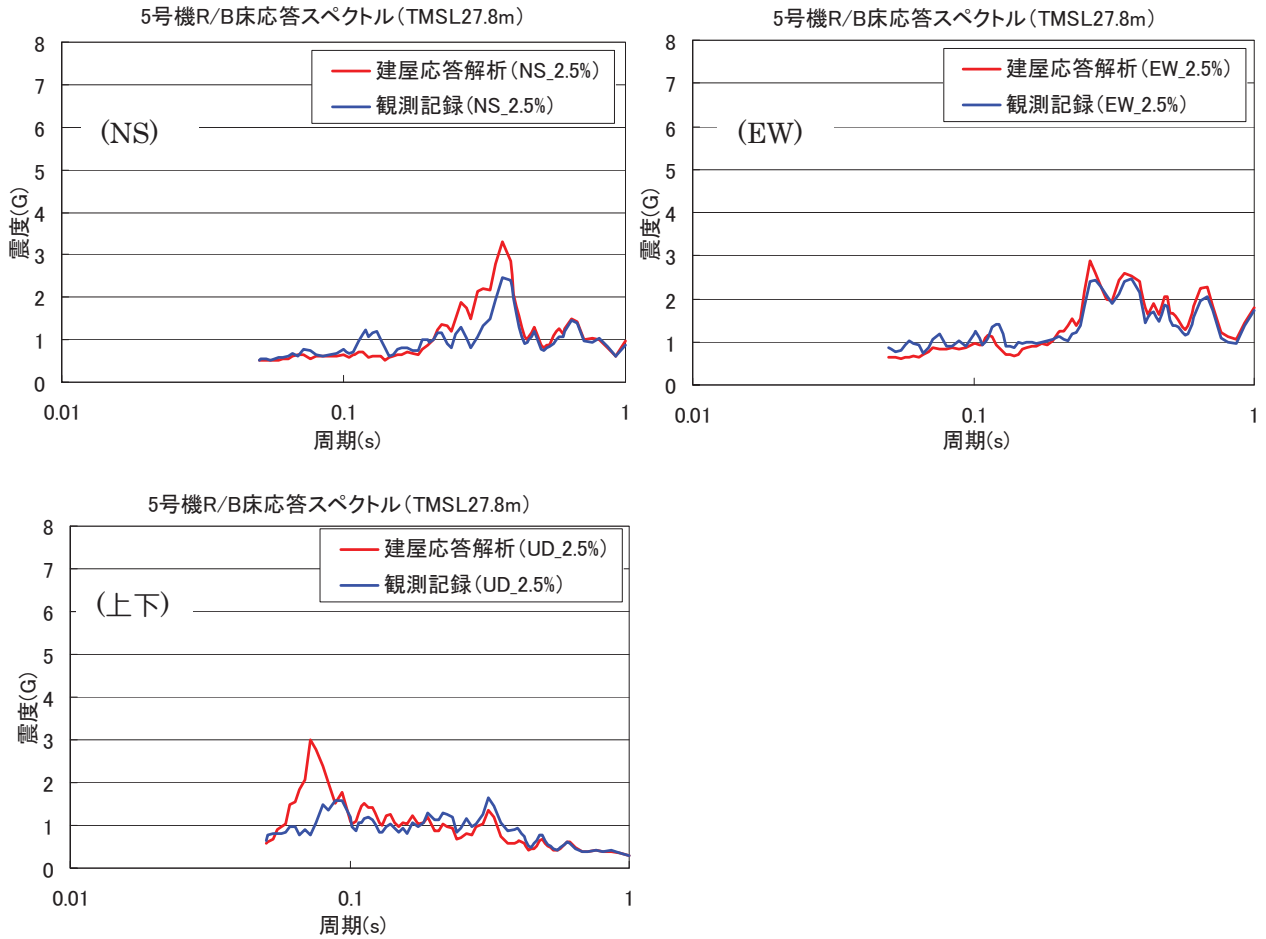 5号機R/B床応答スペクトル(TMSL27.8m)
8
7
6
5
4
3
2
1
0
震度(G)
建屋応答解析(NS_2.5%)
観測記録(NS_2.5%)
(NS)
0.01
0.1
1
周期(s)
5号機R/B床応答スペクトル(TMSL27.8m)
8
7
6
5
4
3
2
1
0
震度(G)
建屋応答解析(EW_2.5%)
観測記録(EW_2.5%)
(EW)
0.01
0.1
1
周期(s)
5号機R/B床応答スペクトル(TMSL27.8m)
8
7
6
5
4
3
2
1
0
震度(G)
建屋応答解析(UD_2.5%)
観測記録(UD_2.5%)
(上下)
0.01
0.1
1
周期(s)